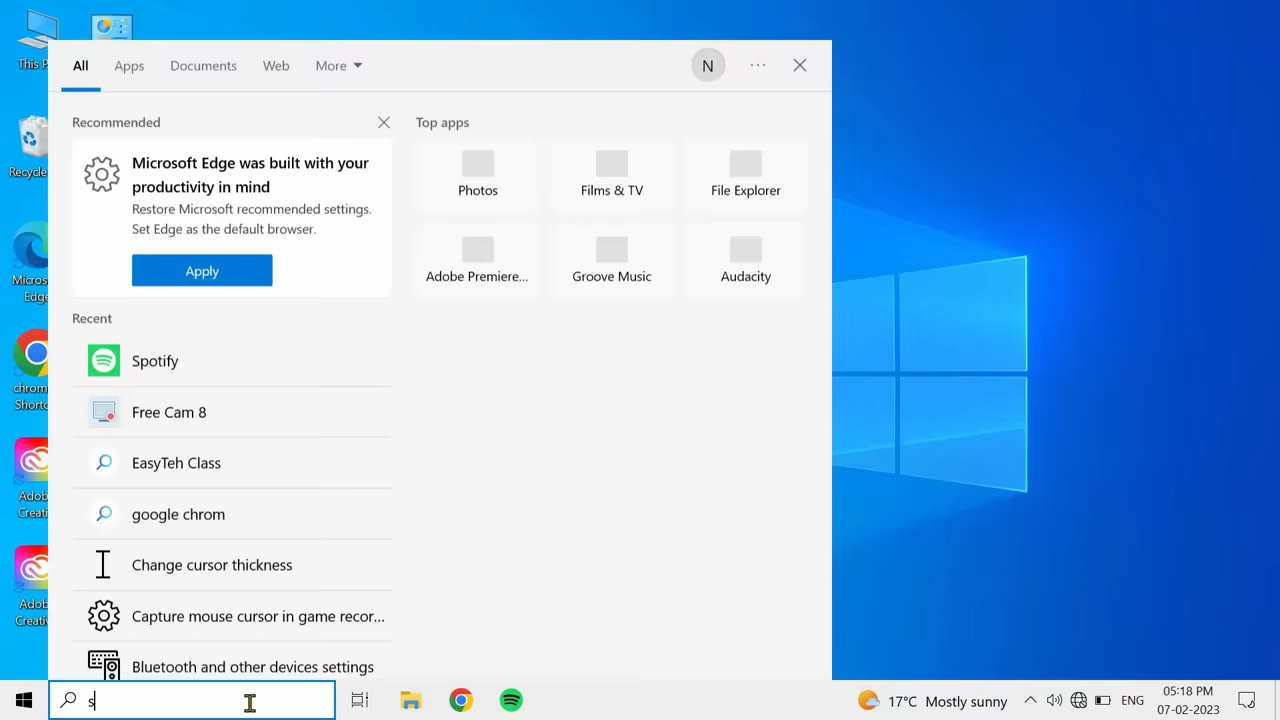 This P
All Apps Documents Web More
N
Recommended
Top apps
Microsoft Edge was built with your
productivity in mind
Restore Microsoft recommended settings.
Set Edge as the default browser.
Apply
Photos
Films & TV
File Explorer
Adobe Premiere...
Groove Music
Audacity
Recent
Spotify
Free Cam 8
EasyTeh Class
google chrom
Change cursor thickness
Capture mouse cursor in game recor...
Bluetooth and other devices settings
Recycle
Micros
Edge
chrom
Shortc
Adob
Creati
Adob
Creativ
s
17°C Mostly sunny
ENG
05:18 PM
07-02-2023